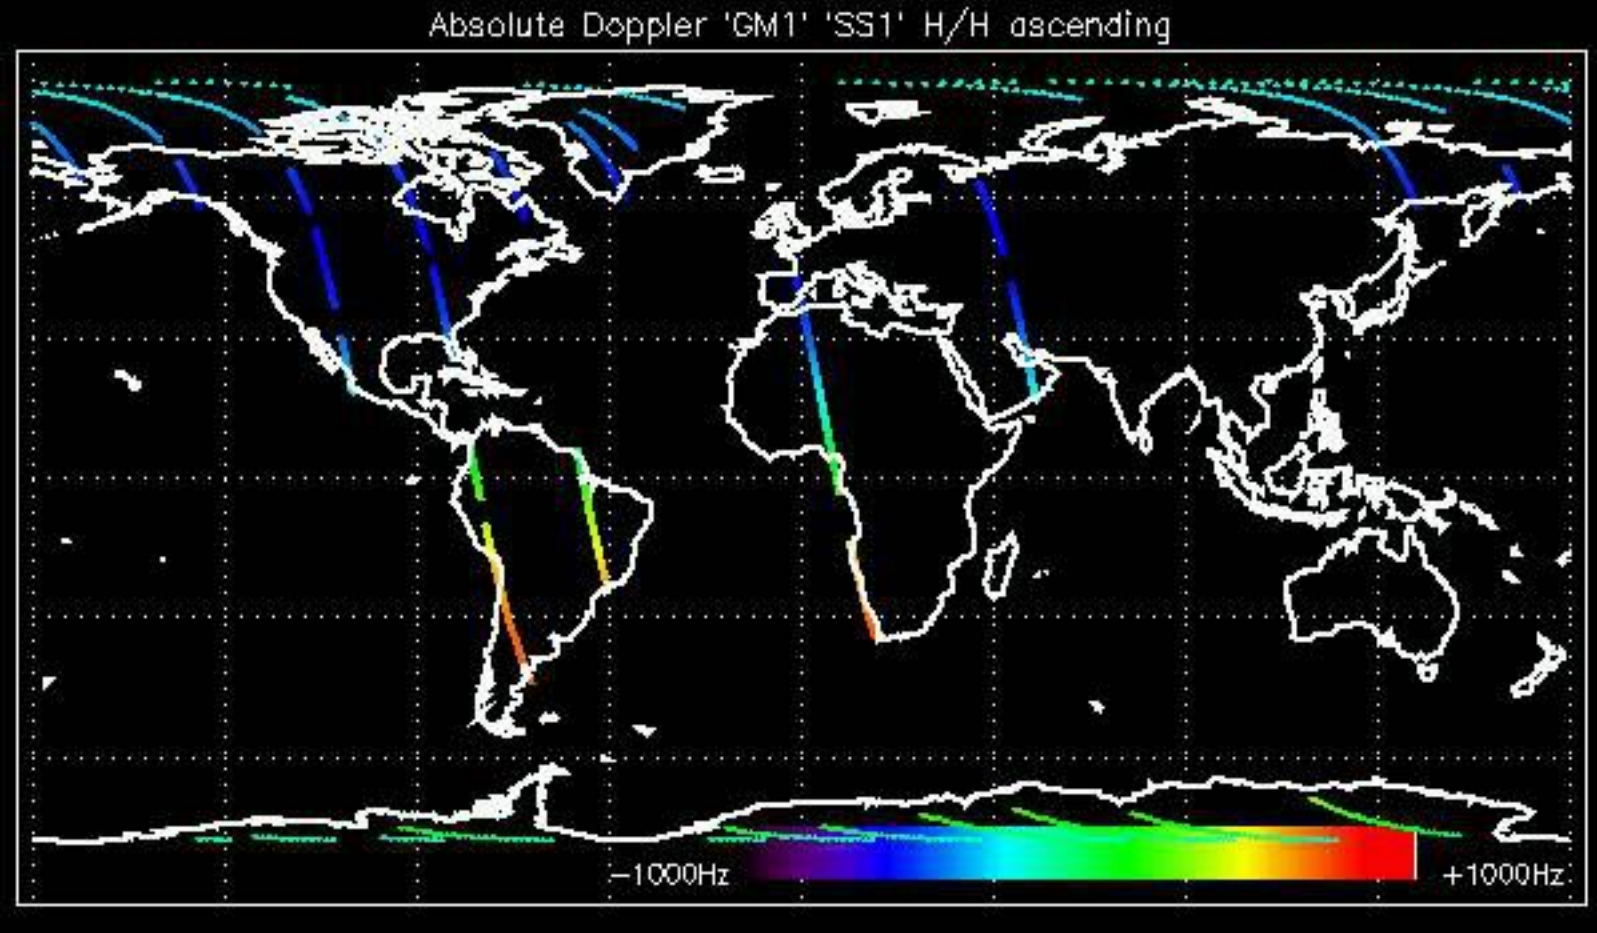 Absolute Doppler 'GM1' 'SS1' H/H ascending
−1000Hz +1000Hz